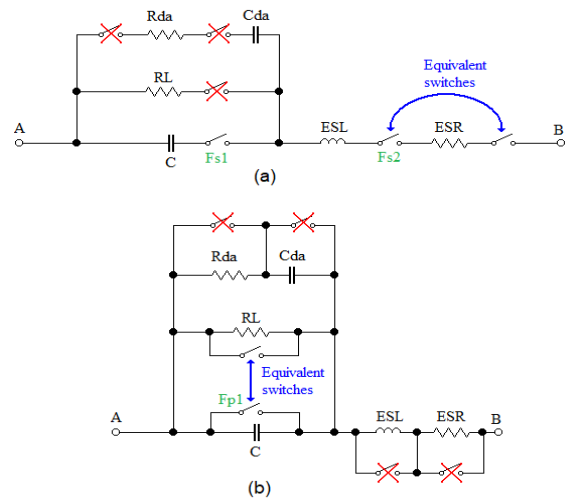 Rda
Cda
RL
Equivalent
switches
A
ESL
ESR
B
C
Fs1
Fs2
(a)
Rda
Cda
RL
Equivalent
switches
Fp1
A
C
ESL
ESR
B
(b)